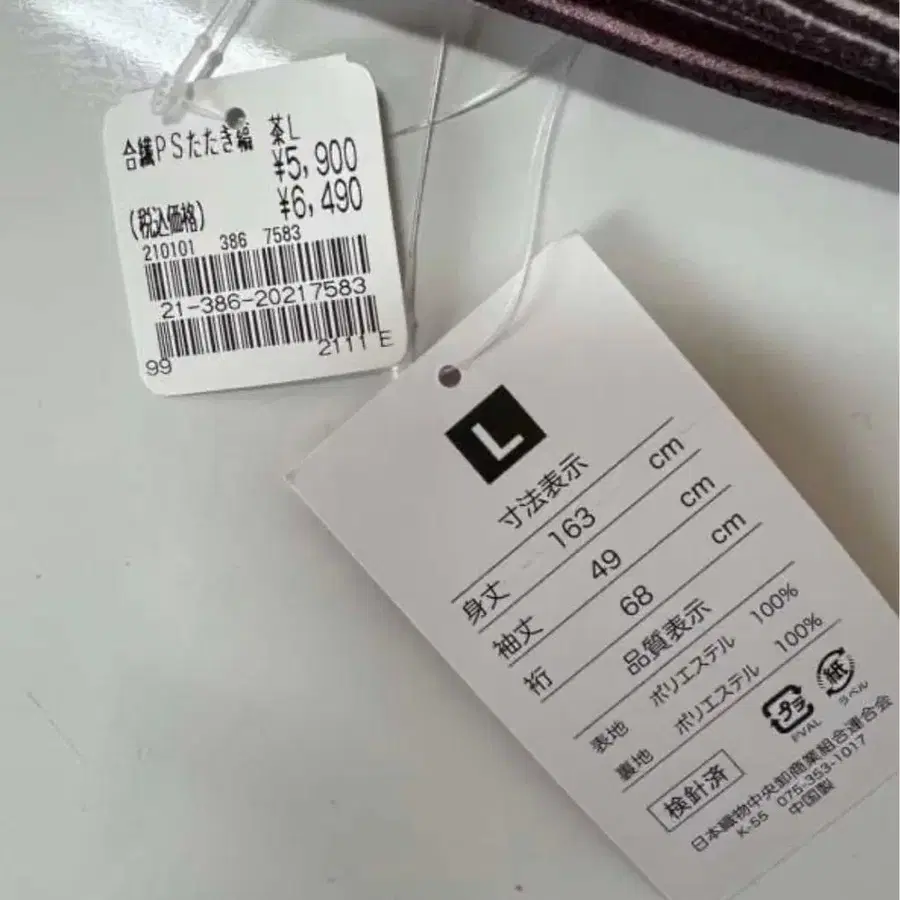 合繊PSたたき縞 茶L
¥5,900
¥6,490
(税込価格)
210101 386 7583
21-386-20217583
99 2111 E
L
寸法表示
身丈 163 cm
袖丈 49 cm
裄 68 cm
品質表示
表地 ポリエステル 100%
裏地 ポリエステル 100%
プラ
PVAL
紙
ラベル
検針済
日本織物中央卸商業組合連合会
K-55 075-353-1017
中国製